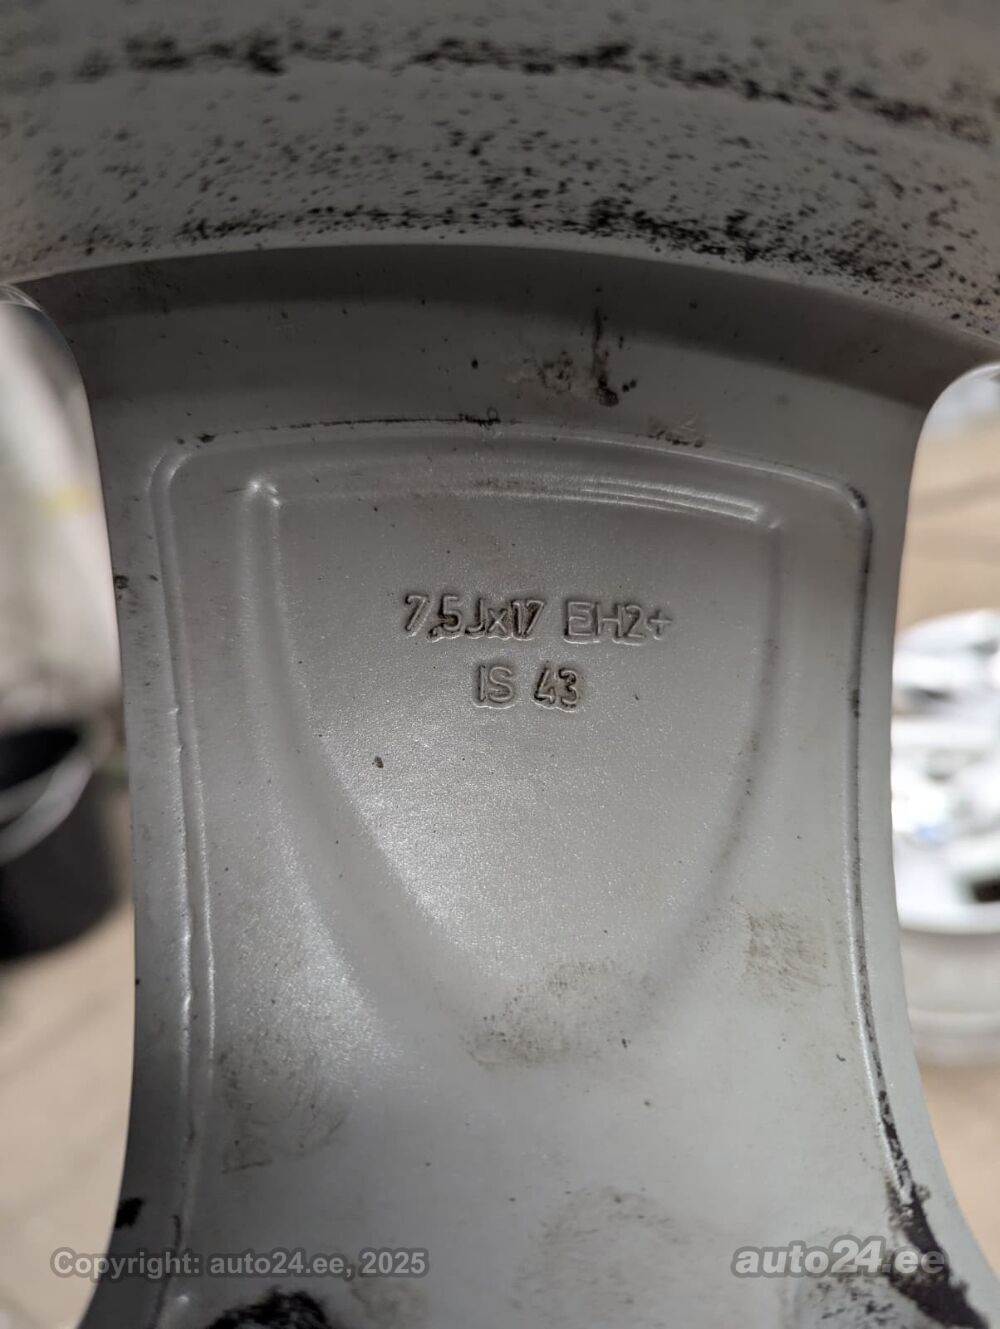 7,5Jx17 EH2+
IS 43
Copyright: auto24.ee, 2025
auto24.ee